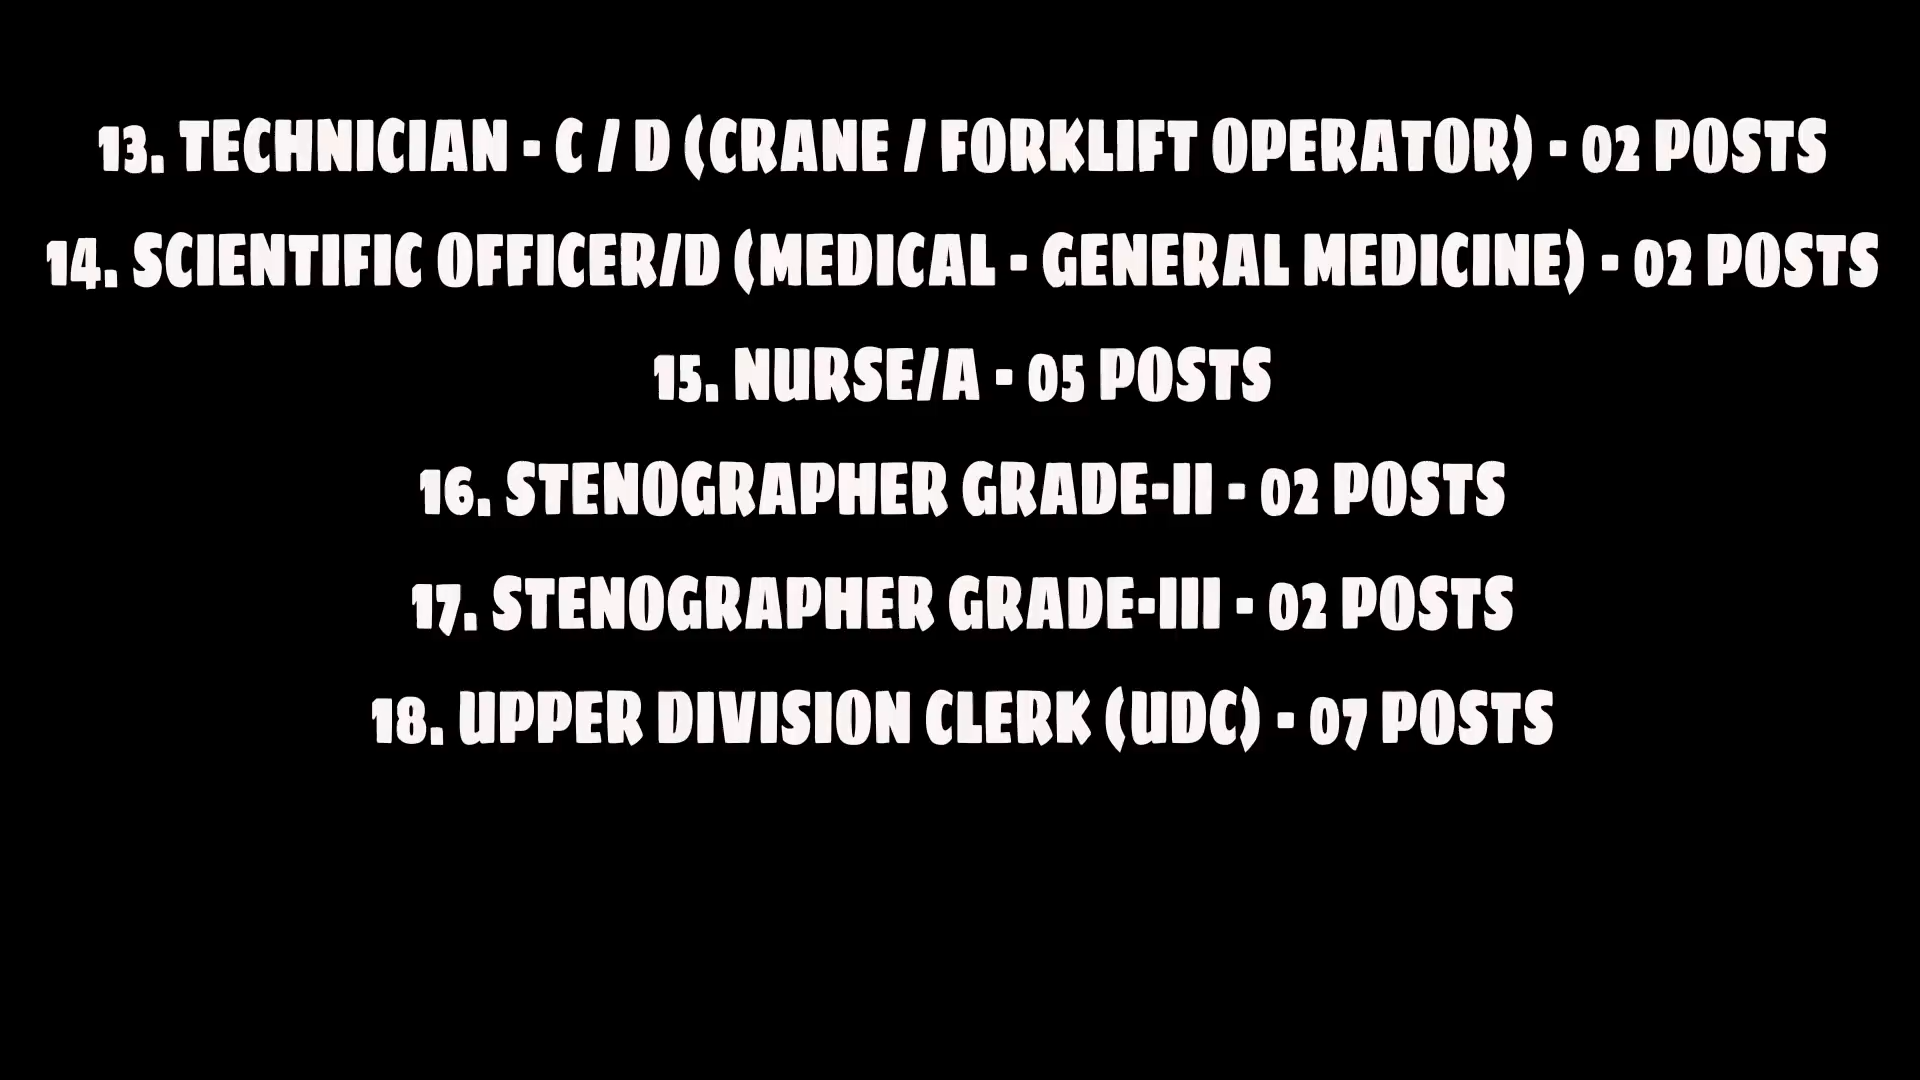 13. TECHNICIAN - C / D (CRANE / FORKLIFT OPERATOR) - 02 POSTS
14. SCIENTIFIC OFFICER/D (MEDICAL - GENERAL MEDICINE) - 02 POSTS
15. NURSE/A - 05 POSTS
16. STENOGRAPHER GRADE-II - 02 POSTS
17. STENOGRAPHER GRADE-III - 02 POSTS
18. UPPER DIVISION CLERK (UDC) - 07 POSTS